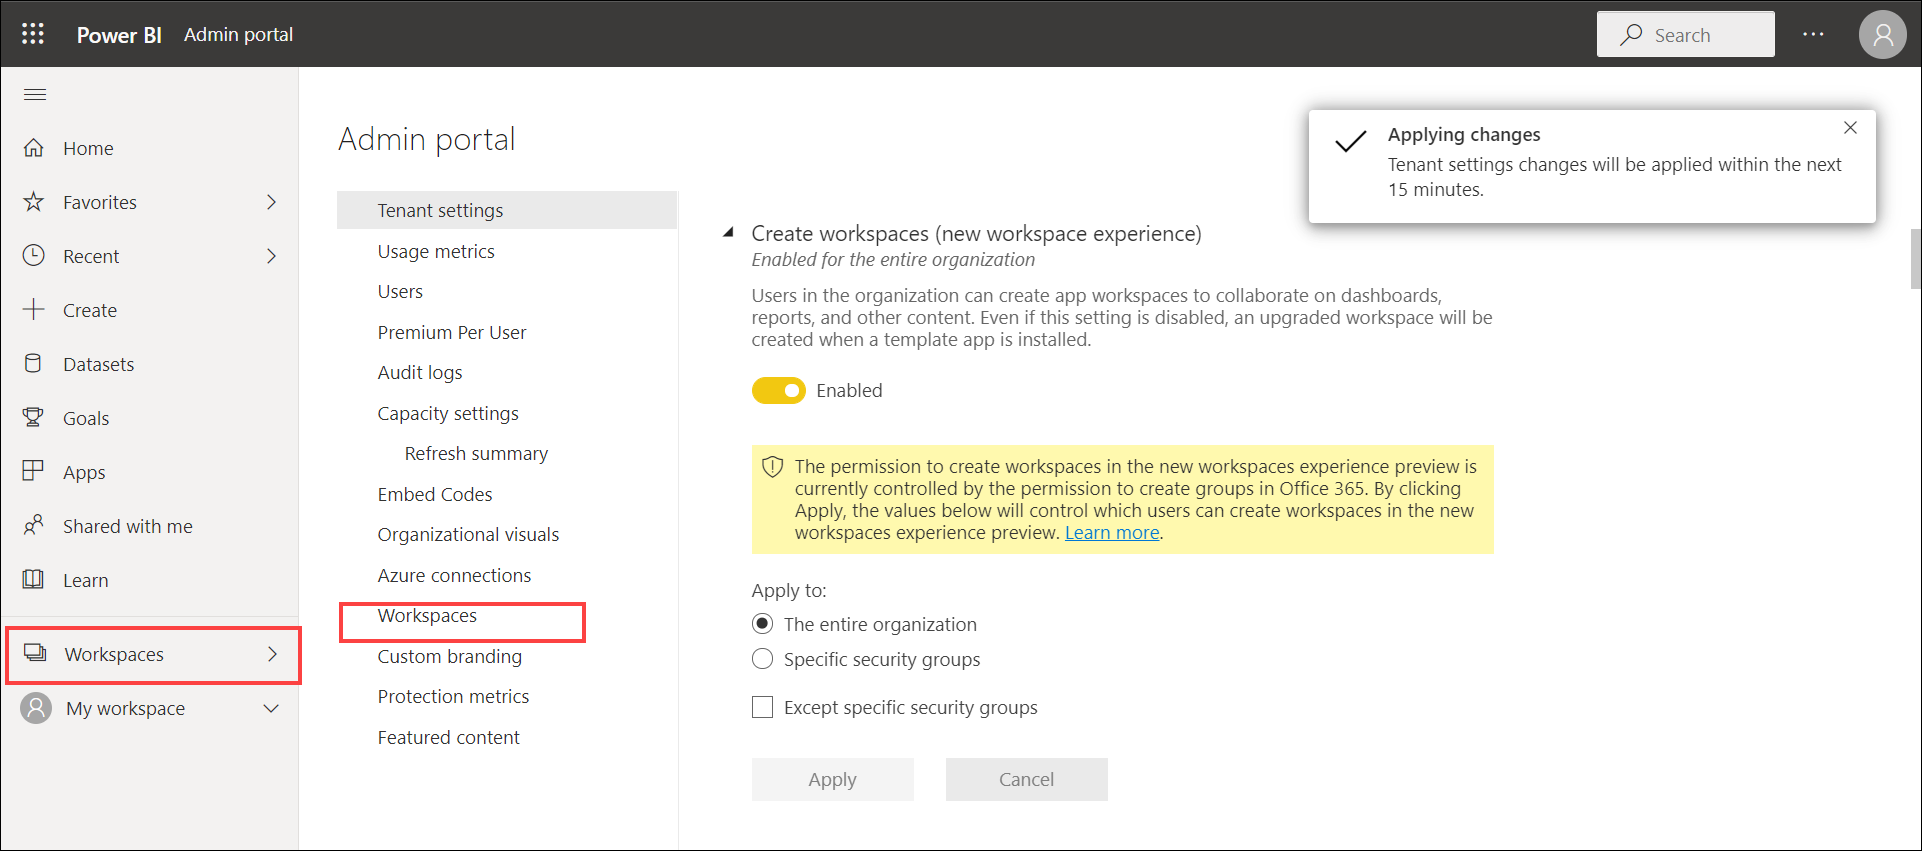 Power BI Admin portal
Search
Home
Favorites
Recent
Create
Datasets
Goals
Apps
Shared with me
Learn
Workspaces
My workspace
Admin portal
Tenant settings
Usage metrics
Users
Premium Per User
Audit logs
Capacity settings
Refresh summary
Embed Codes
Organizational visuals
Azure connections
Workspaces
Custom branding
Protection metrics
Featured content
Applying changes
Tenant settings changes will be applied within the next
15 minutes.
Create workspaces (new workspace experience)
Enabled for the entire organization
Users in the organization can create app workspaces to collaborate on dashboards,
reports, and other content. Even if this setting is disabled, an upgraded workspace will be
created when a template app is installed.
Enabled
The permission to create workspaces in the new workspaces experience preview is
currently controlled by the permission to create groups in Office 365. By clicking
Apply, the values below will control which users can create workspaces in the new
workspaces experience preview. Learn more.
Apply to:
The entire organization
Specific security groups
Except specific security groups
Apply
Cancel